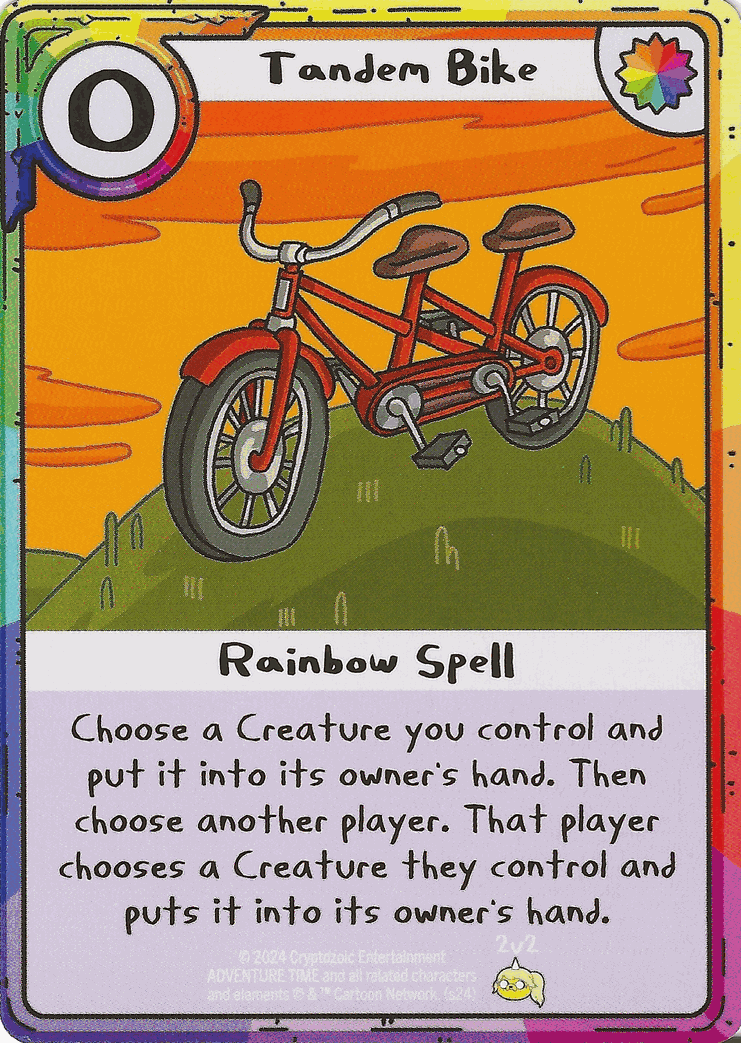 0
Tandem Bike
Rainbow Spell
Choose a Creature you control and
put it into its owner's hand. Then
choose another player. That player
chooses a Creature they control and
puts it into its owner's hand.
2v2
© 2024 Cryptozoic Entertainment
ADVENTURE TIME and all related characters
and elements © & ™ Cartoon Network. (s24)